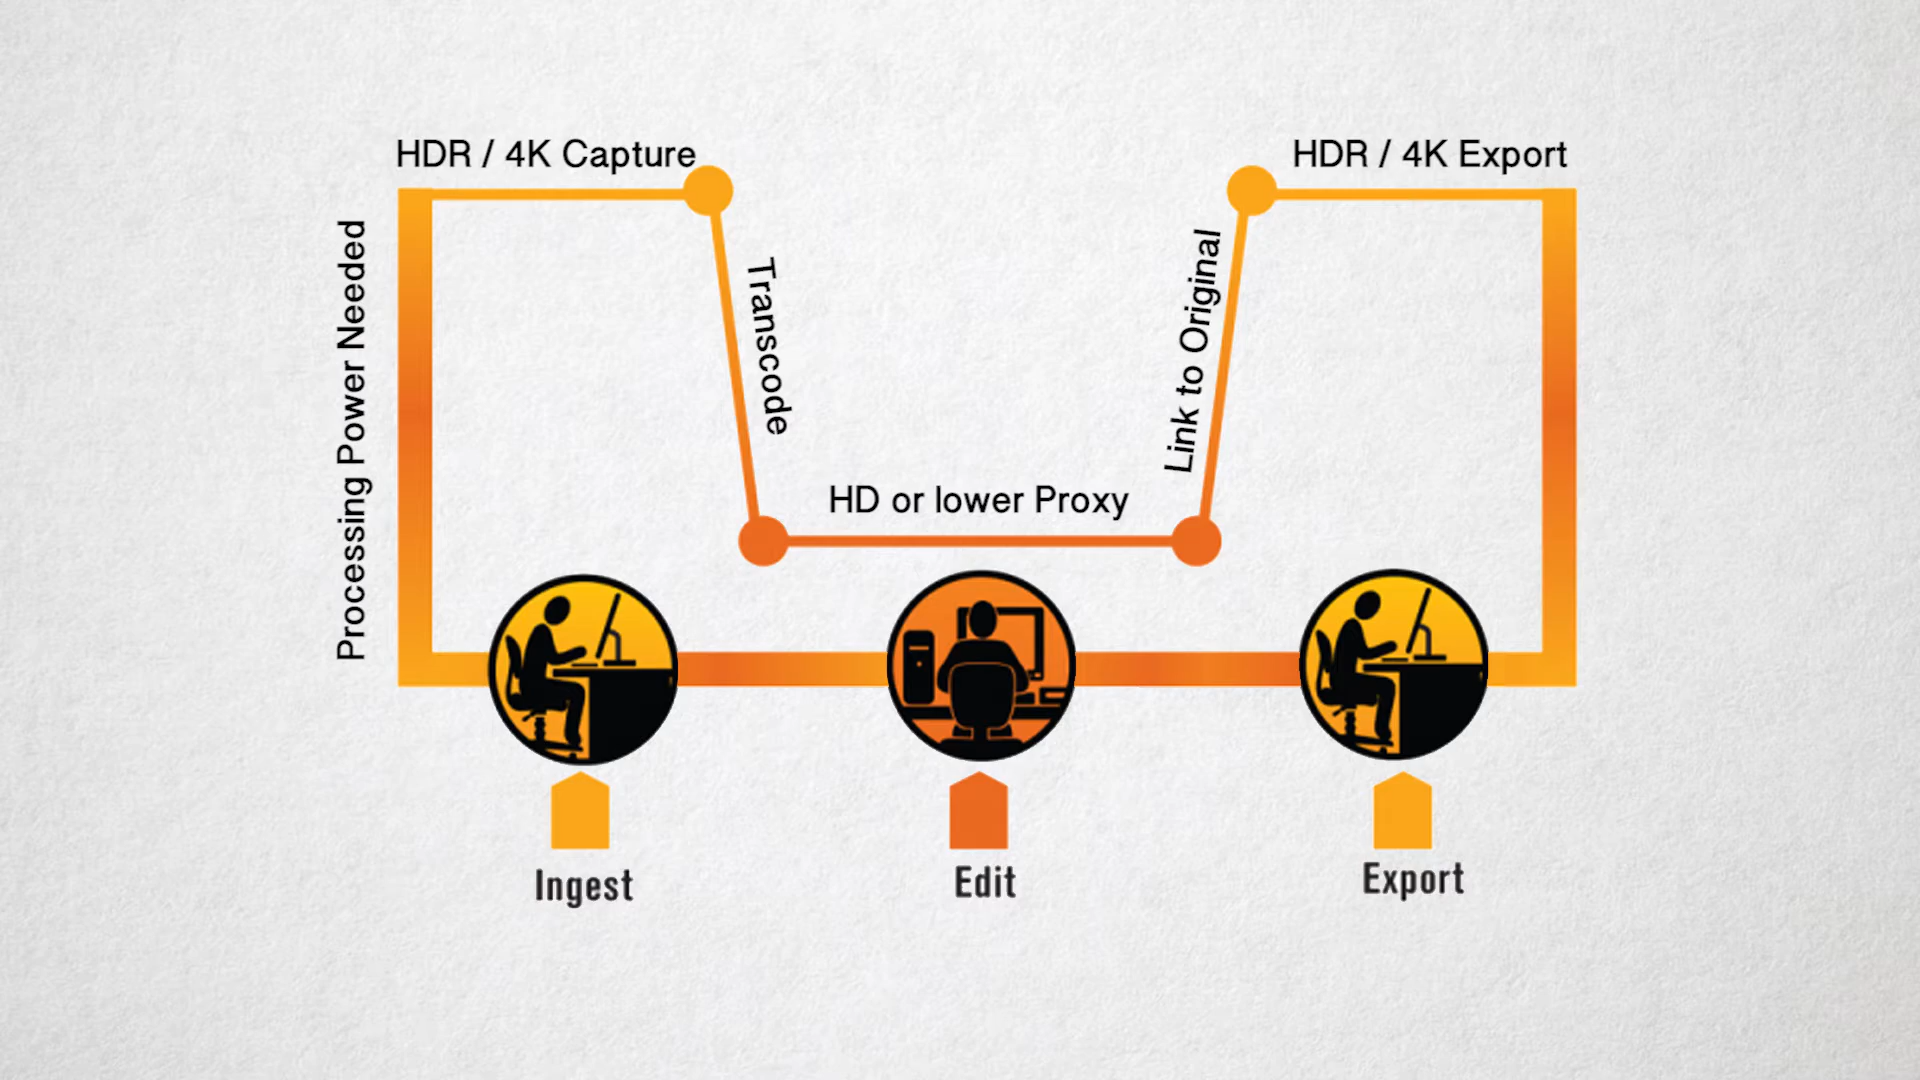 HDR / 4K Capture
HDR / 4K Export
Processing Power Needed
Transcode
Link to Original
HD or lower Proxy
Ingest
Edit
Export